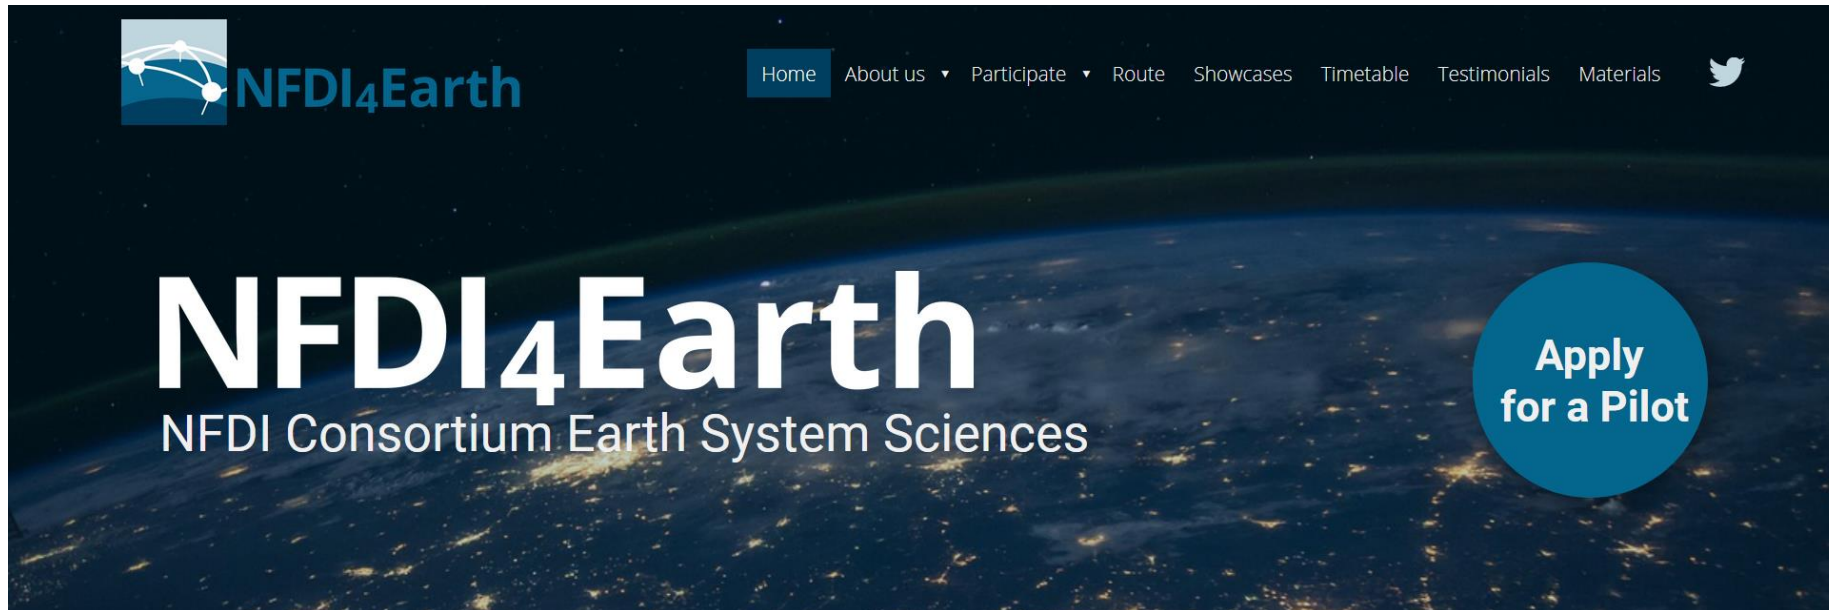 NFDI4Earth
Home About us ▼ Participate ▼ Route Showcases Timetable Testimonials Materials
NFDI4Earth
NFDI Consortium Earth System Sciences
Apply
for a Pilot